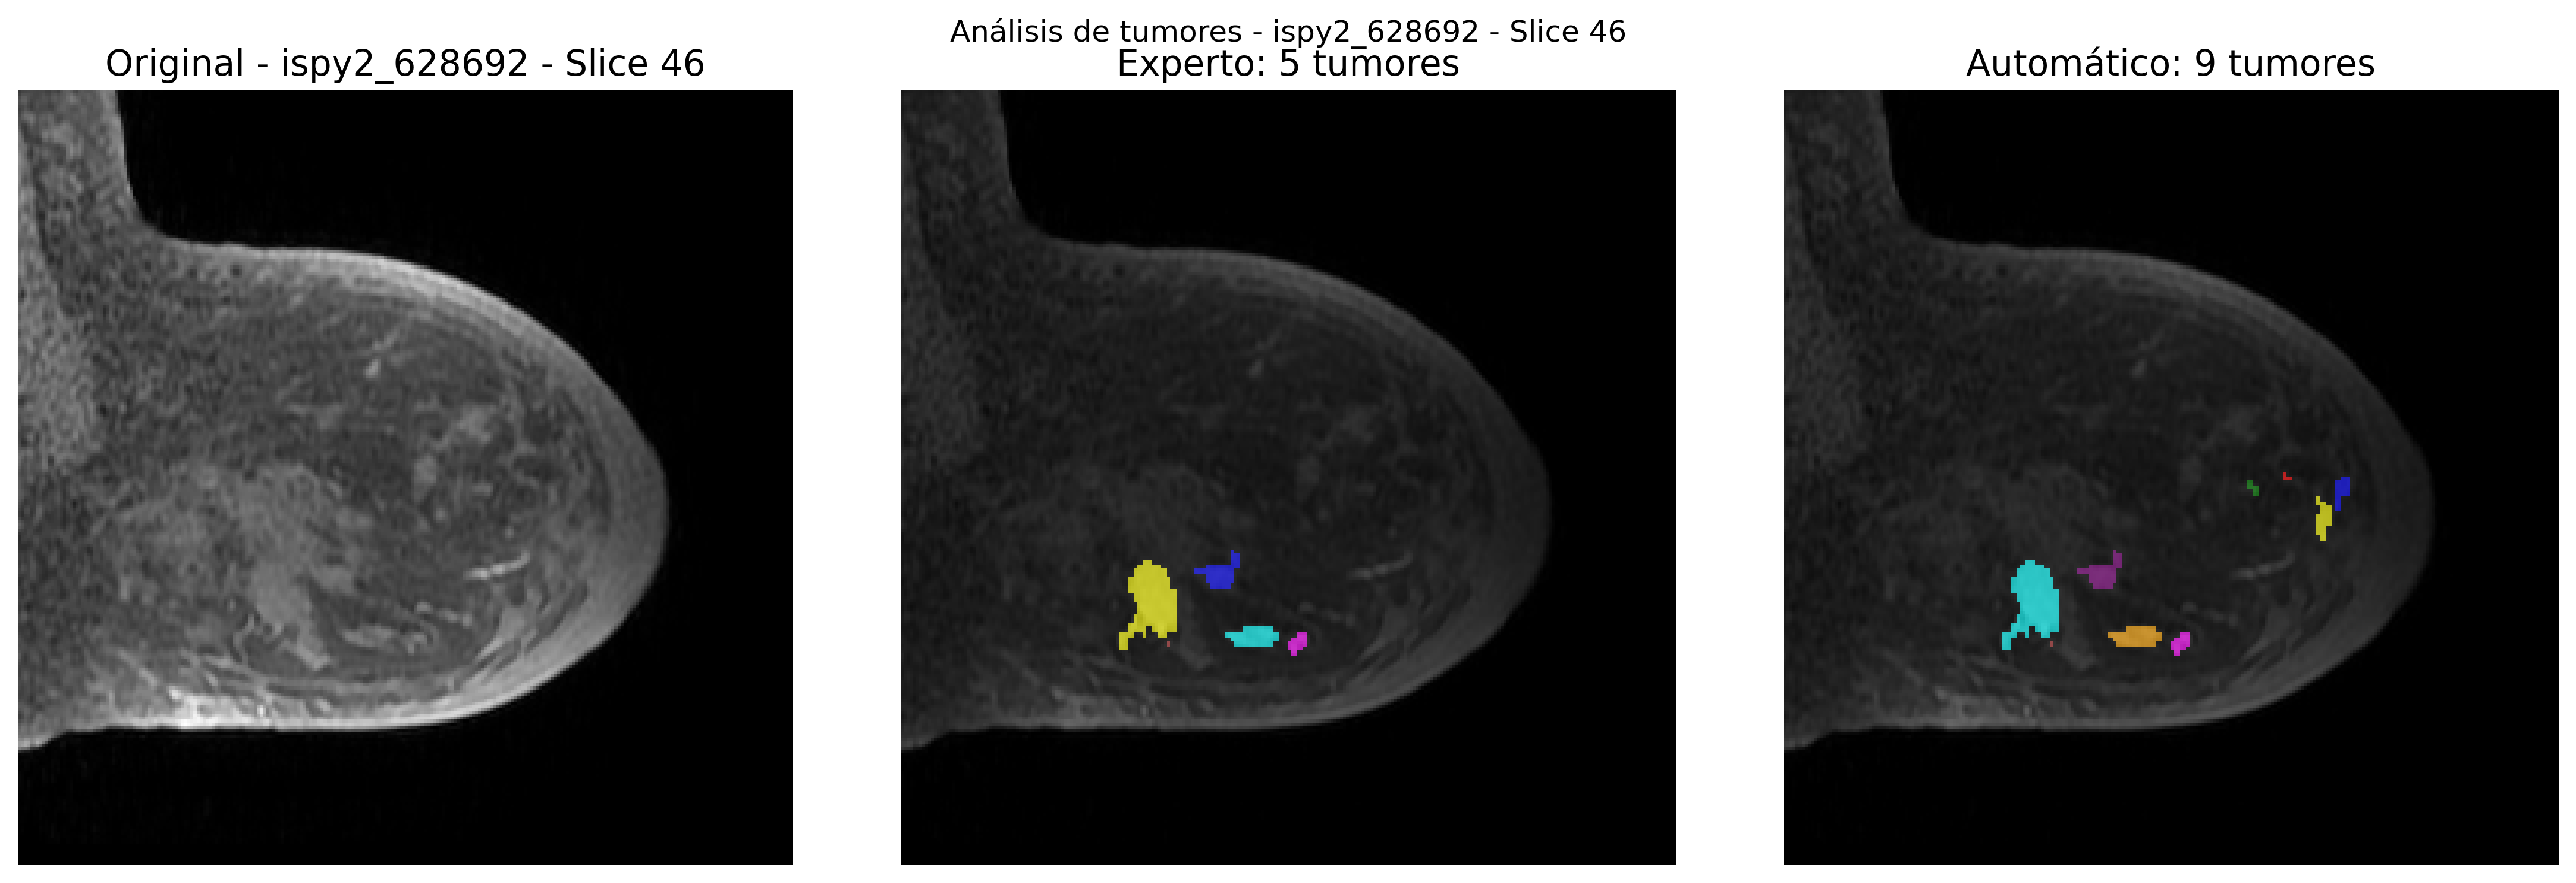 Análisis de tumores - ispy2_628692 - Slice 46
Original - ispy2_628692 - Slice 46
Experto: 5 tumores
Automático: 9 tumores